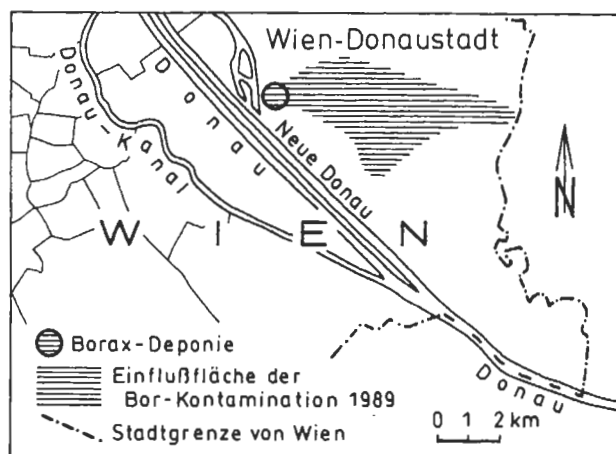 Wien-Donaustadt
Donau-Kanal
Donau
Neue Donau
N
WIEN
Borax-Deponie
Einflußfläche der
Bor-Kontamination 1989
Stadtgrenze von Wien
0 1 2 km
Donau